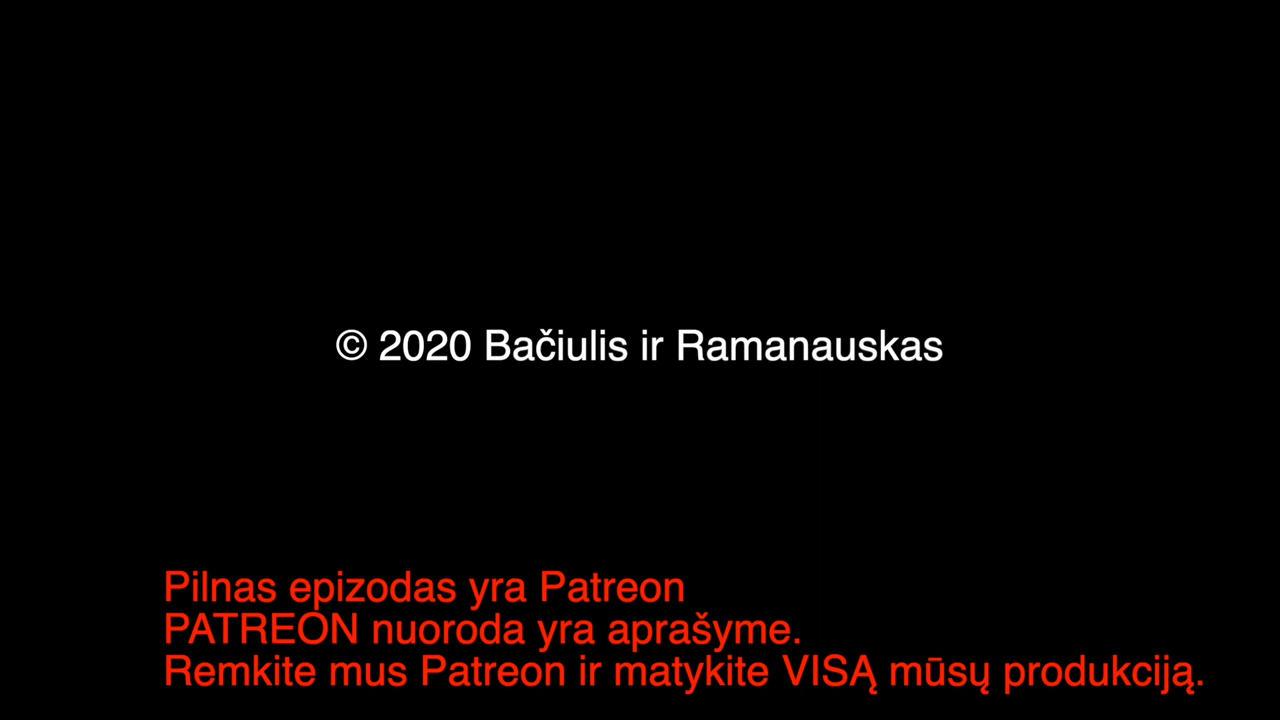 © 2020 Bačiulis ir Ramanauskas
Pilnas epizodas yra Patreon
PATREON nuoroda yra aprašyme.
Remkite mus Patreon ir matykite VISĄ mūsų produkciją.